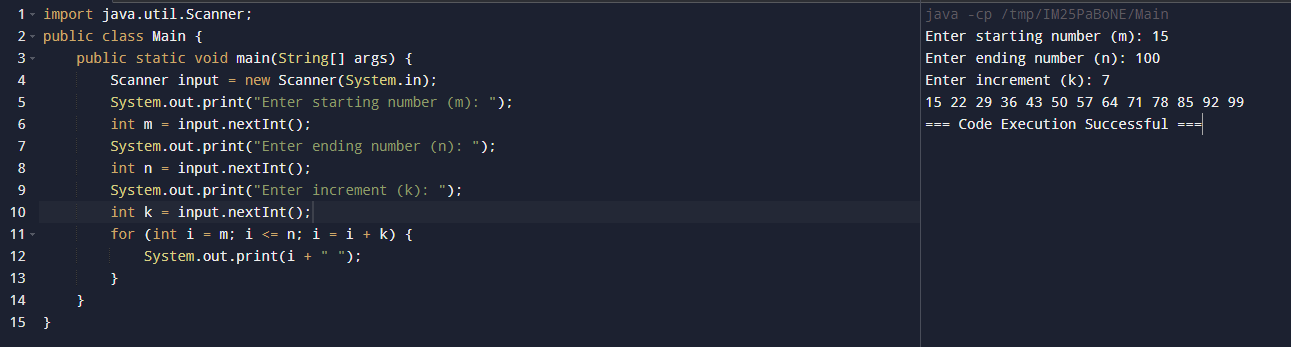 1 import java.util.Scanner;
2 public class Main {
3 public static void main(String[] args) {
4 Scanner input = new Scanner(System.in);
5 System.out.print("Enter starting number (m): ");
6 int m = input.nextInt();
7 System.out.print("Enter ending number (n): ");
8 int n = input.nextInt();
9 System.out.print("Enter increment (k): ");
10 int k = input.nextInt();
11 for (int i = m; i <= n; i = i + k) {
12 System.out.print(i + " ");
13 }
14 }
15 }
java -cp /tmp/IM25PaBoNE/Main
Enter starting number (m): 15
Enter ending number (n): 100
Enter increment (k): 7
15 22 29 36 43 50 57 64 71 78 85 92 99
=== Code Execution Successful ===